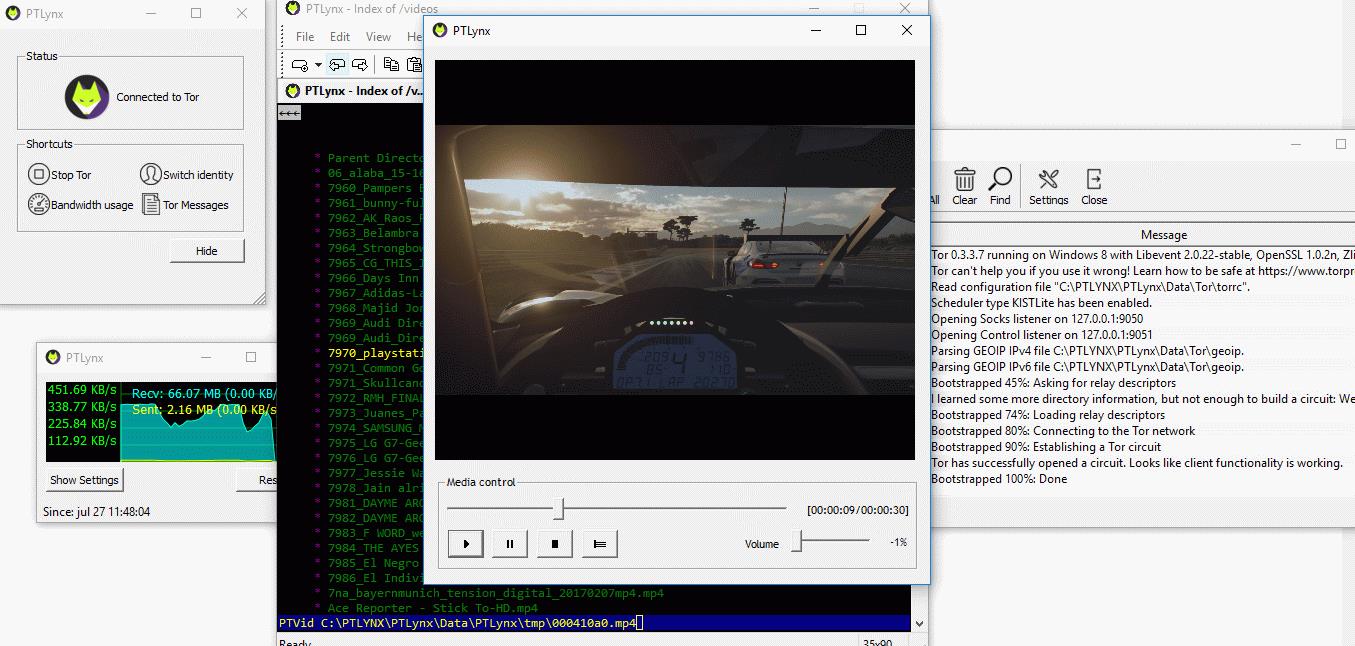 PTLynx
Status
Connected to Tor
Shortcuts
Stop Tor
Switch identity
Bandwidth usage
Tor Messages
Hide
PTLynx
451.69 KB/s
338.77 KB/s
225.84 KB/s
112.92 KB/s
Recv: 66.07 MB (0.00 KB/
Sent: 2.16 MB (0.00 KB/s
Show Settings
Res
Since: jul 27 11:48:04
PTLynx - Index of /videos
File Edit View He
PTLynx - Index of /v..
<<<
* Parent Directo
* 06_alaba_15-16
* 7960_Pampers B
* 7961_bunny-ful
* 7962_AK_Raos_F
* 7963_Belambra
* 7964_Strongbow
* 7965_CG_THIS_I
* 7966_Days Inn
* 7967_Adidas-La
* 7968_Majid Jor
* 7969_Audi Dire
* 7969_Audi_Dire
* 7970_playstati
* 7971_Common Go
* 7971_Skullcanc
* 7972_RMH_FINAL
* 7973_Juanes_Pa
* 7974_SAMSUNG_M
* 7975_LG G7-Gee
* 7976_LG G7-Gee
* 7977_Jessie Wa
* 7978_Jain alri
* 7981_DAYME ARO
* 7982_DAYME ARO
* 7983_F WORD_we
* 7984_THE AYES
* 7985_El Negro
* 7986_El Indivi
* 7na_bayernmunich_tension_digital_20170207mp4.mp4
* Ace Reporter - Stick To-HD.mp4
PTVid C:\PTLYNX\PTLynx\Data\PTLynx\tmp\000410a0.mp4
Ready
35x90
PTLynx
Media control
[00:00:09/00:00:30]
Volume
-1%
All
Clear
Find
Settings
Close
Message
Tor 0.3.3.7 running on Windows 8 with Libevent 2.0.22-stable, OpenSSL 1.0.2n, Zli
Tor can't help you if you use it wrong! Learn how to be safe at https://www.torpr
Read configuration file "C:\PTLYNX\PTLynx\Data\Tor\torrc".
Scheduler type KISTLite has been enabled.
Opening Socks listener on 127.0.0.1:9050
Opening Control listener on 127.0.0.1:9051
Parsing GEOIP IPv4 file C:\PTLYNX\PTLynx\Data\Tor\geoip.
Parsing GEOIP IPv6 file C:\PTLYNX\PTLynx\Data\Tor\geoip.
Bootstrapped 45%: Asking for relay descriptors
I learned some more directory information, but not enough to build a circuit: We
Bootstrapped 74%: Loading relay descriptors
Bootstrapped 80%: Connecting to the Tor network
Bootstrapped 90%: Establishing a Tor circuit
Tor has successfully opened a circuit. Looks like client functionality is working.
Bootstrapped 100%: Done